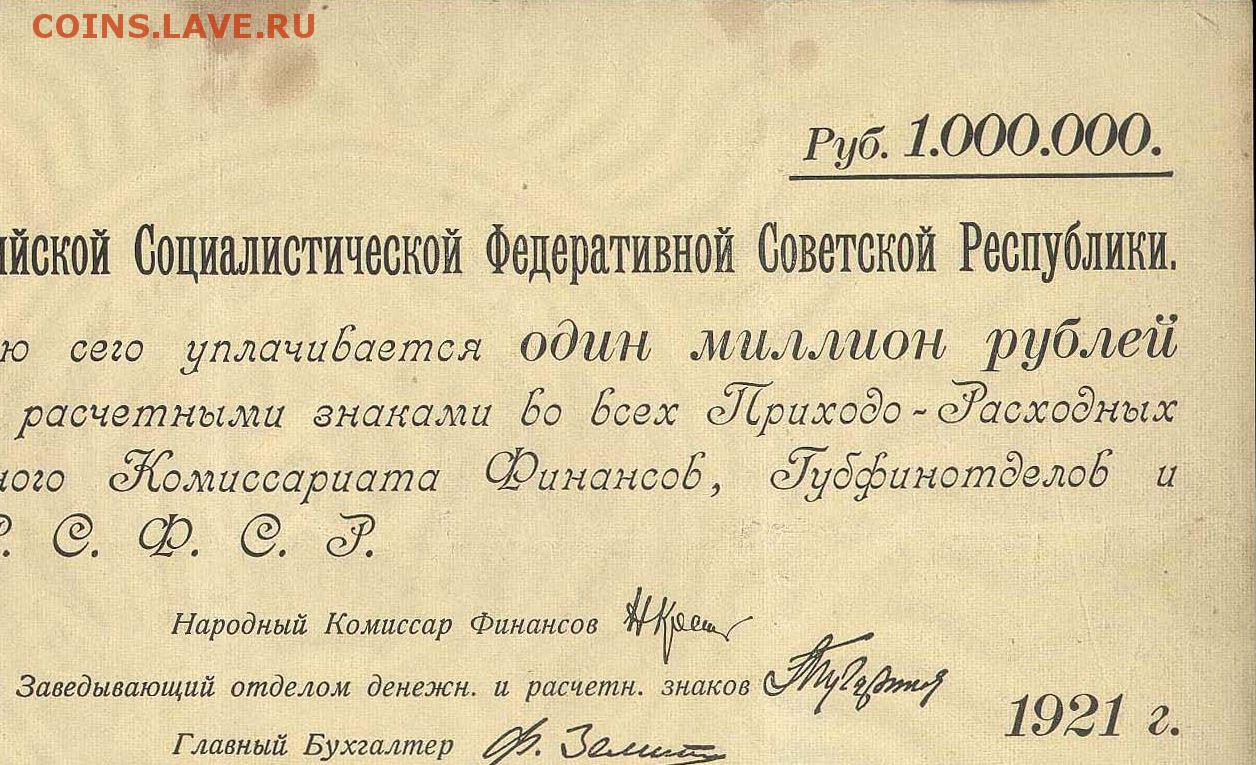 COINS.LAVE.RU
Руб. 1.000.000.
ийской Социалистической Федеративной Советской Республики.
ю сего уплачивается один миллион рублей
расчетными знаками во всех Приходо-Расходных
ного Комиссариата Финансов, Губфинотделов и
Р. С. Ф. С. Р.
Народный Комиссар Финансов НКрест
Заведывающий отделом денежн. и расчетн. знаков
Главный Бухгалтер Ф.
1921 г.